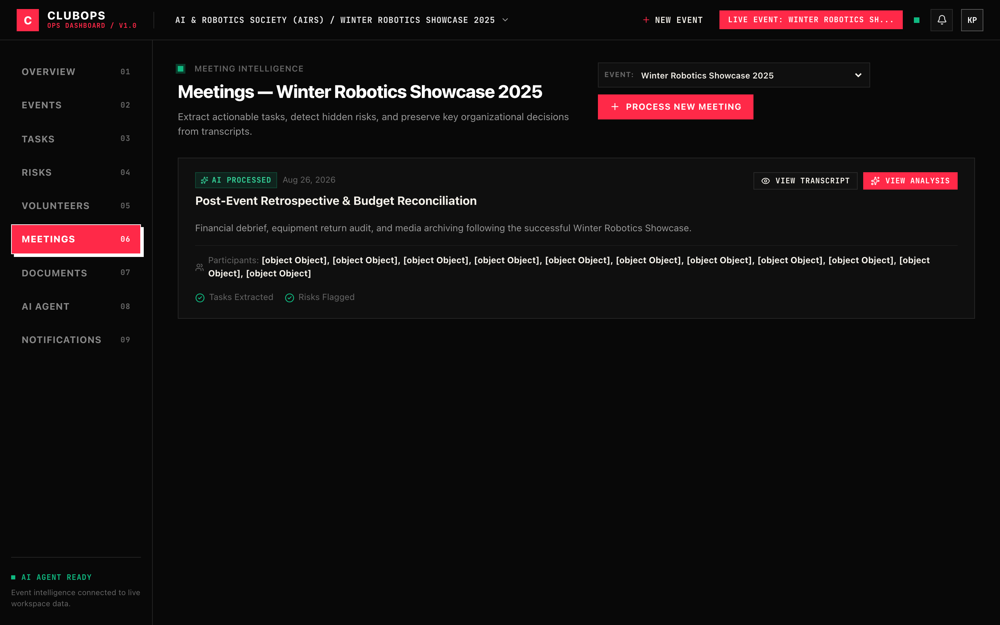 C
CLUBOPS
OPS DASHBOARD / V1.0
AI & ROBOTICS SOCIETY (AIRS) / WINTER ROBOTICS SHOWCASE 2025
+ NEW EVENT
LIVE EVENT: WINTER ROBOTICS SH...
KP
OVERVIEW 01
EVENTS 02
TASKS 03
RISKS 04
VOLUNTEERS 05
MEETINGS 06
DOCUMENTS 07
AI AGENT 08
NOTIFICATIONS 09
AI AGENT READY
Event intelligence connected to live
workspace data.
MEETING INTELLIGENCE
Meetings — Winter Robotics Showcase 2025
Extract actionable tasks, detect hidden risks, and preserve key organizational decisions
from transcripts.
EVENT: Winter Robotics Showcase 2025
+ PROCESS NEW MEETING
AI PROCESSED Aug 26, 2026
VIEW TRANSCRIPT
VIEW ANALYSIS
Post-Event Retrospective & Budget Reconciliation
Financial debrief, equipment return audit, and media archiving following the successful Winter Robotics Showcase.
Participants: [object Object], [object Object], [object Object], [object Object], [object Object], [object Object], [object Object], [object Object], [object Object], [object
Object], [object Object]
Tasks Extracted Risks Flagged